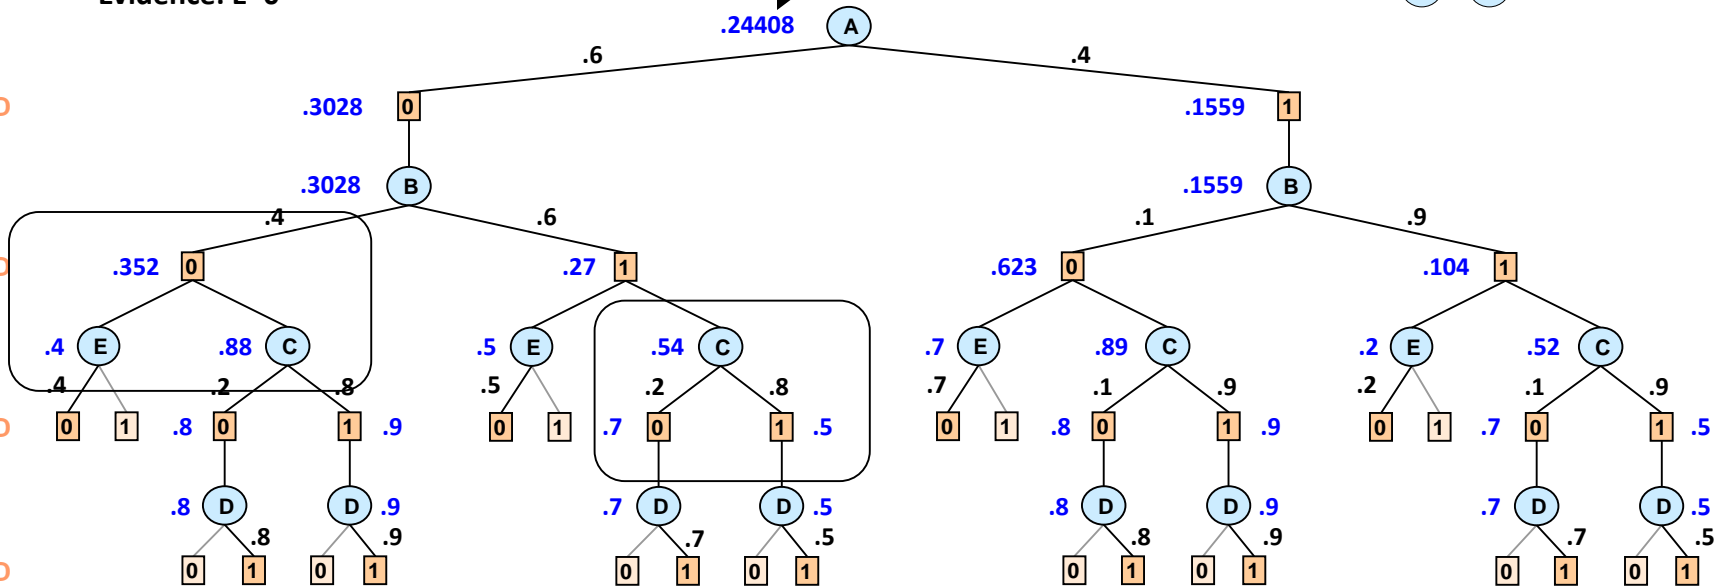 .24408 A
.6 .4
.3028 0 .1559 1
.3028 B .1559 B
.4 .6 .1 .9
.352 0 .27 1 .623 0 .104 1
.4 E .88 C .5 E .54 C .7 E .89 C .2 E .52 C
.4 .2 .8 .5 .2 .8 .7 .1 .9 .2 .1 .9
0 1 .8 0 1 .9 0 1 .7 0 1 .5 0 1 .8 0 1 .9 0 1 .7 0 1 .5
.8 D D .9 .7 D D .5 .8 D D .9 .7 D D .5
.8 .9 .7 .5 .8 .9 .7 .5
0 1 0 1 0 1 0 1 0 1 0 1 0 1 0 1